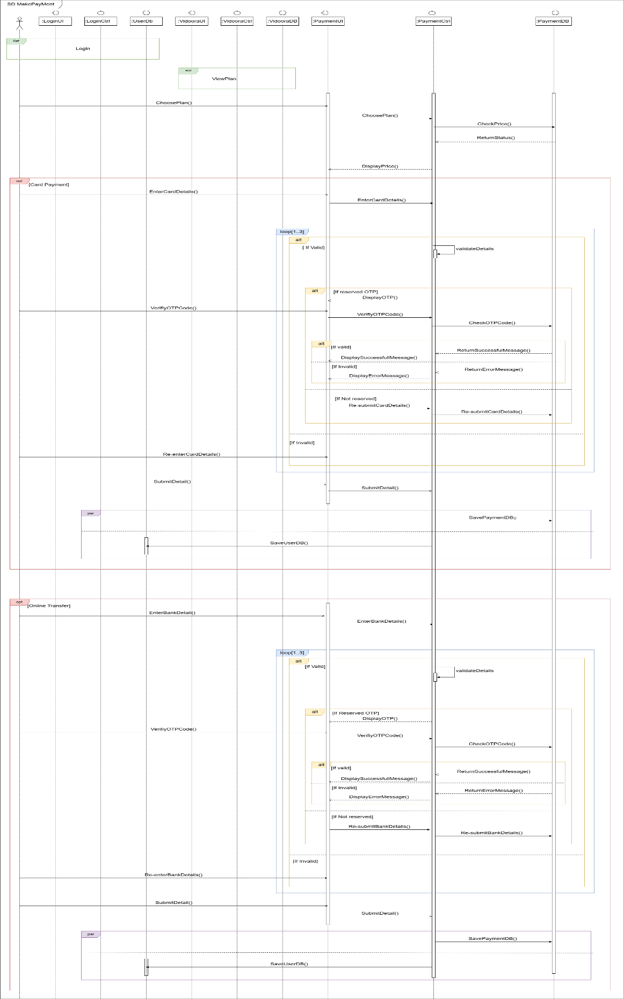 SD MakePayMent
:LoginUI
:LoginCtrl
:UserDb
:VidooraUI
:VidooraCtrl
:VidooraDB
:PaymentUI
:PaymentCtrl
:PaymentDB
Ref
LogIn
Ref
ViewPlan
ChoosePlan()
ChoosePlan()
CheckPrice()
ReturnStatus()
DisplayPrice()
opt
[Card Payment]
EnterCardDetails()
EnterCardDetails()
loop[1..3]
alt
[ If Valid]
validateDetails
alt
[If reserved OTP]
DisplayOTP()
VerifiyOTPCode()
VerifiyOTPCode()
CheckOTPCode()
alt
[If valid]
ReturnSuccessfulMessage()
DisplaySuccessfullMessage()
[If Invalid]
ReturnErrorMessage()
DisplayErrorMessage()
[If Not reserved]
Re-submitCardDetails()
Re-submitCardDetails()
[If Invalid]
Re-enterCardDetails()
SubmitDetail()
SubmitDetail()
par
SavePaymentDB()
SaveUserDB()
opt
[Online Transfer]
EnterBankDetail()
EnterBankDetails()
loop[1..3]
alt
[If Valid]
validateDetails
alt
[If Reserved OTP]
DisplayOTP()
VerifiyOTPCode()
VerifiyOTPCode()
CheckOTPCode()
alt
[If valid]
ReturnSuccessfulMessage()
DisplaySuccessfullMessage()
[If Invalid]
ReturnErrorMessage()
DisplayErrorMessage()
[If Not reserved]
Re-submitBankDetails()
Re-submitBankDetails()
[If Invalid]
Re-enterBankDetails()
SubmitDetail()
SubmitDetail()
par
SavePaymentDB()
SaveUserDB()